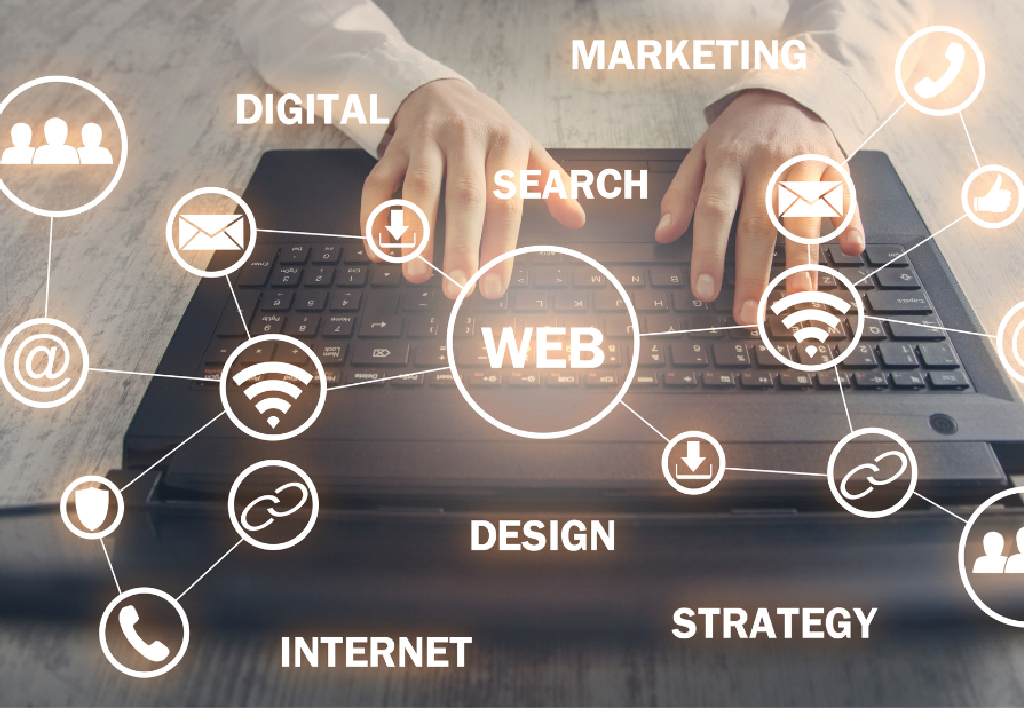 MARKETING
DIGITAL
SEARCH
@
WEB
DESIGN
STRATEGY
INTERNET